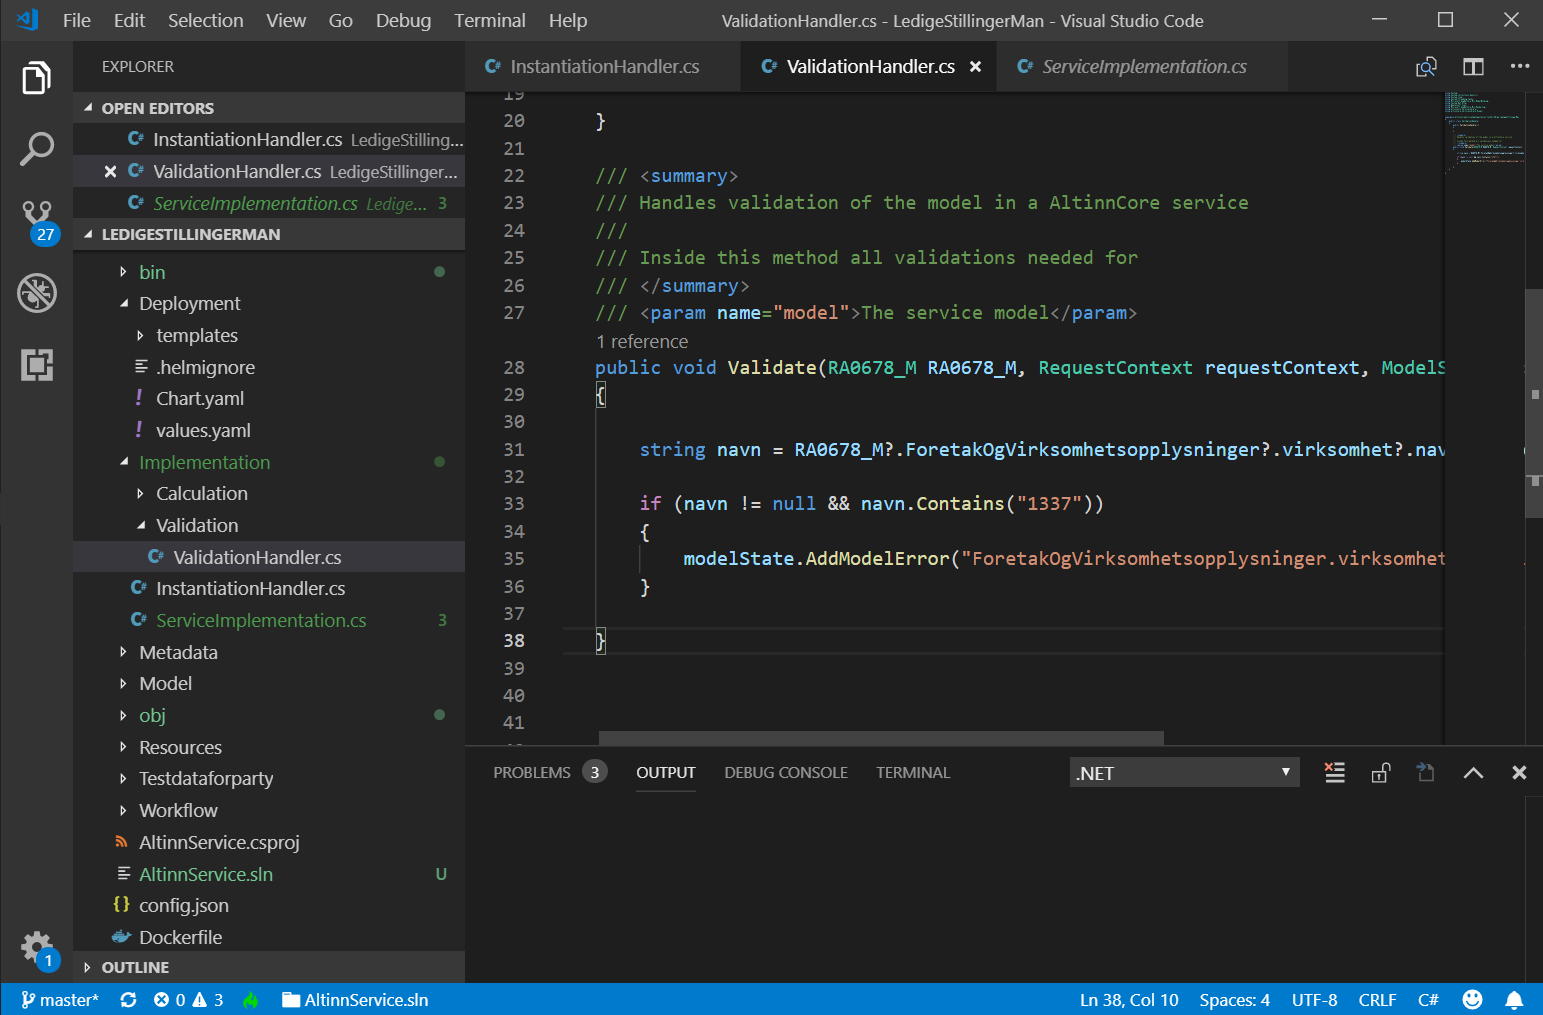 File Edit Selection View Go Debug Terminal Help
ValidationHandler.cs - LedigeStillingerMan - Visual Studio Code
EXPLORER
OPEN EDITORS
InstantiationHandler.cs LedigeStilling...
ValidationHandler.cs LedigeStillinger...
ServiceImplementation.cs Ledige... 3
27
LEDIGESTILLINGERMAN
bin
Deployment
templates
.helmignore
! Chart.yaml
! values.yaml
Implementation
Calculation
Validation
C# ValidationHandler.cs
C# InstantiationHandler.cs
C# ServiceImplementation.cs 3
Metadata
Model
obj
Resources
Testdataforparty
Workflow
AltinnService.csproj
AltinnService.sln U
{} config.json
Dockerfile
1
OUTLINE
C# InstantiationHandler.cs
C# ValidationHandler.cs
C# ServiceImplementation.cs
19
20 }
21
22 /// <summary>
23 /// Handles validation of the model in a AltinnCore service
24 ///
25 /// Inside this method all validations needed for
26 /// </summary>
27 /// <param name="model">The service model</param>
1 reference
28 public void Validate(RA0678_M RA0678_M, RequestContext requestContext, ModelS
29 {
30
31 string navn = RA0678_M?.ForetakOgVirksomhetsopplysninger?.virksomhet?.nav
32
33 if (navn != null && navn.Contains("1337"))
34 {
35 modelState.AddModelError("ForetakOgVirksomhetsopplysninger.virksomhet
36 }
37
38 }
39
40
41
PROBLEMS 3 OUTPUT DEBUG CONSOLE TERMINAL
.NET
master* 0 3 AltinnService.sln
Ln 38, Col 10 Spaces: 4 UTF-8 CRLF C#